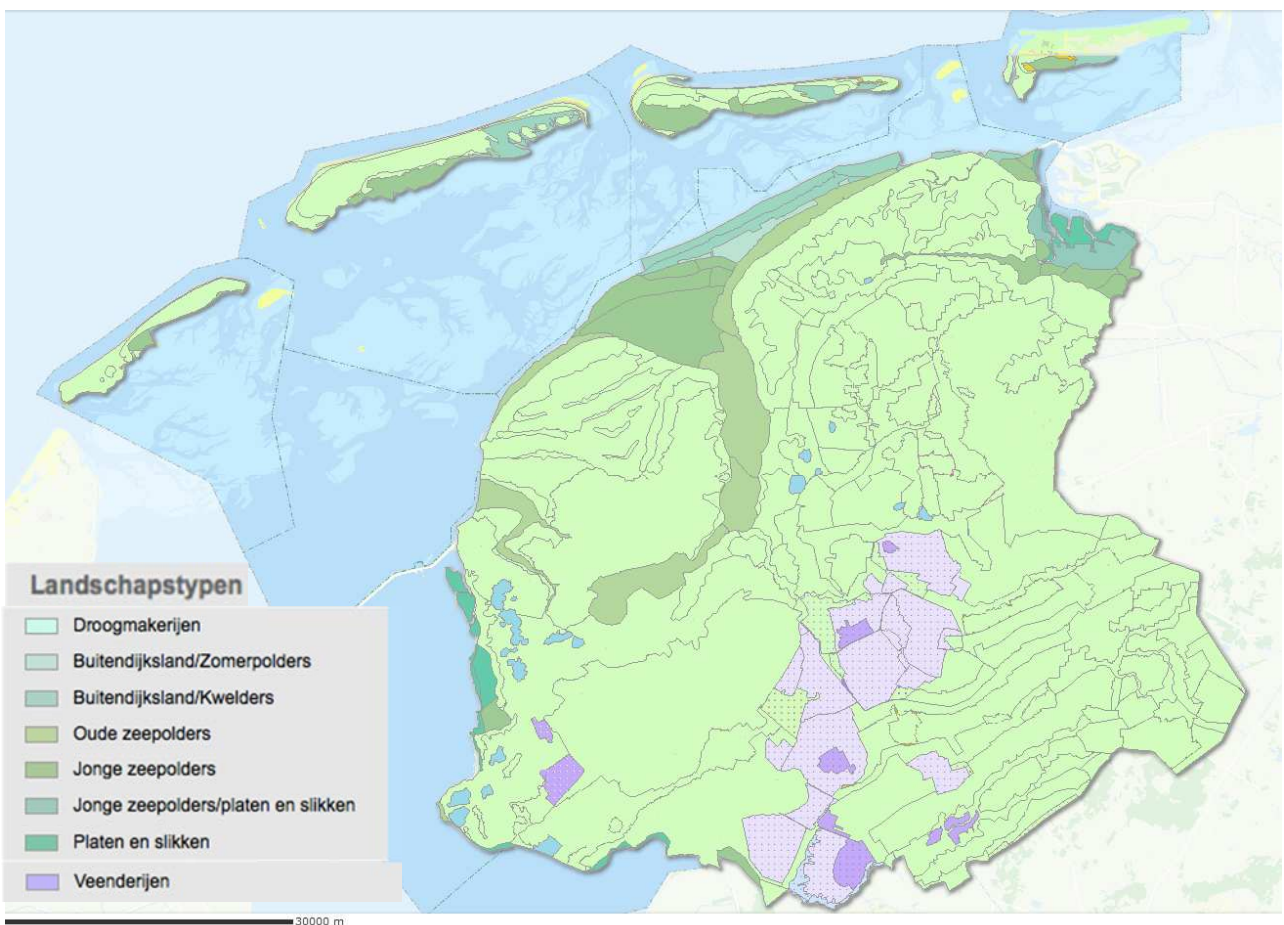 Landschapstypen
Droogmakerijen
Buitendijksland/Zomerpolders
Buitendijksland/Kwelders
Oude zeepolders
Jonge zeepolders
Jonge zeepolders/platen en slikken
Platen en slikken
Veenderijen
30000 m